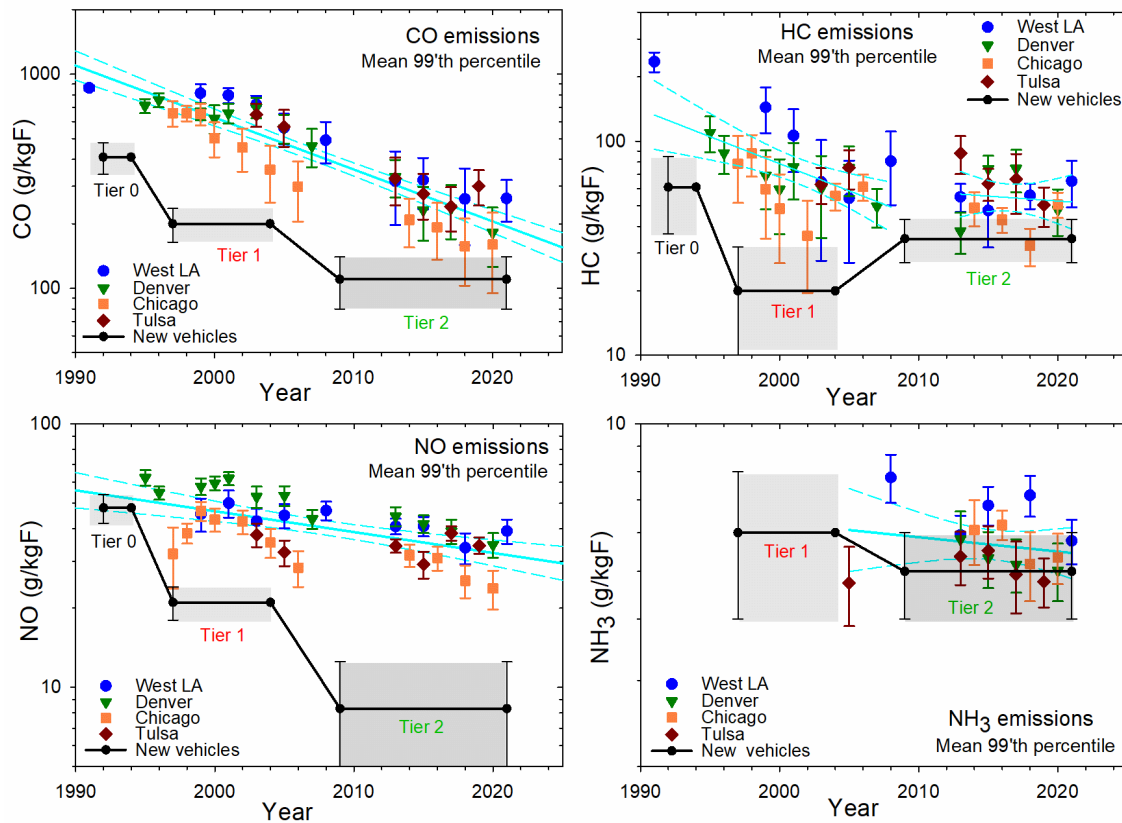 CO emissions
Mean 99'th percentile
1000
100
CO (g/kgF)
Tier 0
Tier 1
Tier 2
West LA
Denver
Chicago
Tulsa
New vehicles
1990 2000 2010 2020
Year
HC emissions
Mean 99'th percentile
West LA
Denver
Chicago
Tulsa
New vehicles
100
10
HC (g/kgF)
Tier 0
Tier 1
Tier 2
1990 2000 2010 2020
Year
NO emissions
Mean 99'th percentile
100
10
NO (g/kgF)
Tier 0
Tier 1
Tier 2
West LA
Denver
Chicago
Tulsa
New vehicles
1990 2000 2010 2020
Year
10
1
NH3 (g/kgF)
Tier 1
Tier 2
West LA
Denver
Chicago
Tulsa
New vehicles
NH3 emissions
Mean 99'th percentile
1990 2000 2010 2020
Year